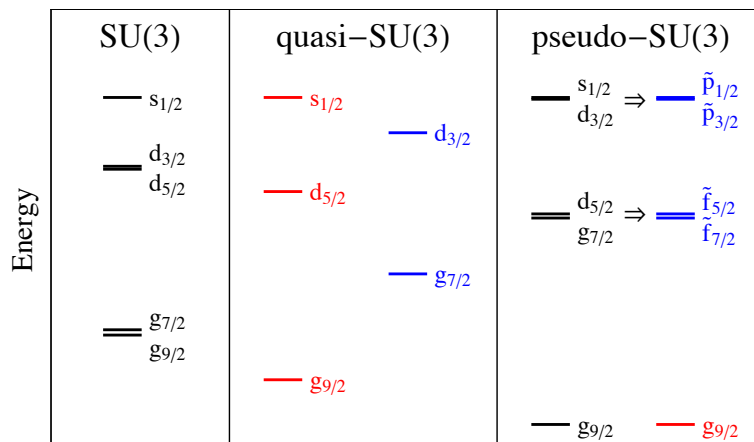 SU(3)
quasi−SU(3)
pseudo−SU(3)
Energy
s1/2
d3/2
d5/2
g7/2
g9/2
s1/2
d3/2
d5/2
g7/2
g9/2
s1/2 ⇒ p̃1/2
d3/2 p̃3/2
d5/2 ⇒ f̃5/2
g7/2 f̃7/2
g9/2 g9/2